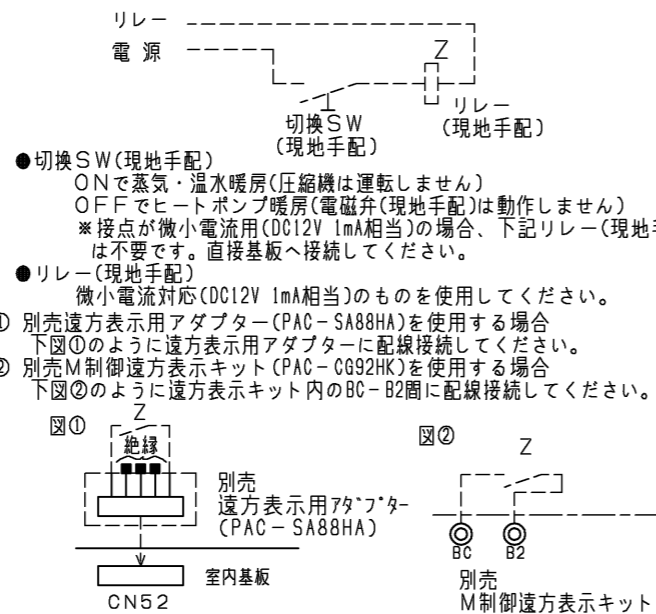 リレー
電 源
Z
リレー
(現地手配)
切換SW
(現地手配)
●切換SW(現地手配)
ONで蒸気・温水暖房(圧縮機は運転しません)
OFFでヒートポンプ暖房(電磁弁(現地手配)は動作しません)
※接点が微小電流用(DC12V 1mA相当)の場合、下記リレー(現地手
は不要です。直接基板へ接続してください。
●リレー(現地手配)
微小電流対応(DC12V 1mA相当)のものを使用してください。
① 別売遠方表示用アダプター(PAC-SA88HA)を使用する場合
下図①のように遠方表示用アダプターに配線接続してください。
② 別売M制御遠方表示キット(PAC-CG92HK)を使用する場合
下図②のように遠方表示キット内のBC-B2間に配線接続してください。
図①
Z
絶縁
別売
遠方表示用アダプター
(PAC-SA88HA)
室内基板
CN52
図②
Z
BC
B2
別売
M制御遠方表示キット